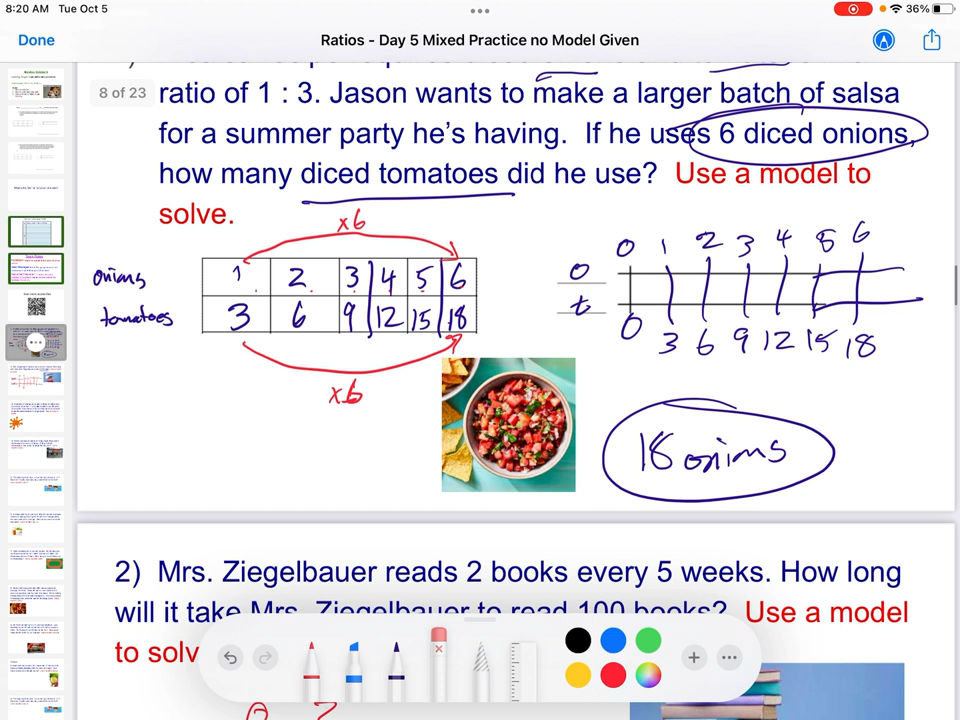 8:20 AM Tue Oct 5
36%
Done
Ratios - Day 5 Mixed Practice no Model Given
8 of 23
ratio of 1 : 3. Jason wants to make a larger batch of salsa
for a summer party he's having. If he uses 6 diced onions,
how many diced tomatoes did he use? Use a model to
solve.
x6
onions 1 2 3 4 5 6
tomatoes 3 6 9 12 15 18
x6
0 1 2 3 4 5 6
o
t
0 3 6 9 12 15 18
18 onions
2) Mrs. Ziegelbauer reads 2 books every 5 weeks. How long
will it take Mrs. Ziegelbauer to read 100 books? Use a model
to solv